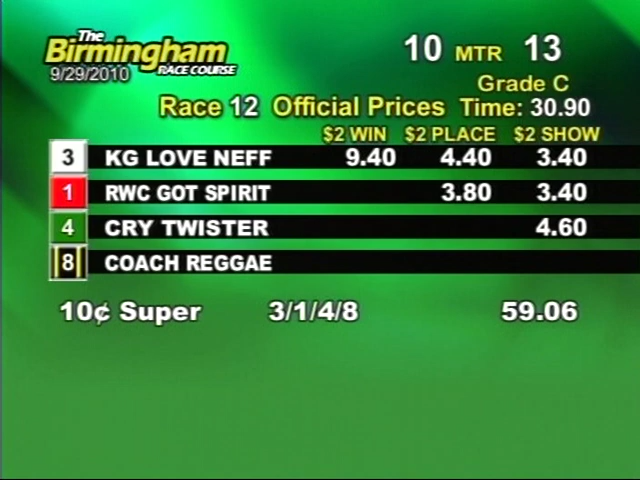 The
Birmingham
RACE COURSE
9/29/2010
10 MTR 13
Grade C
Race 12 Official Prices Time: 30.90
$2 WIN $2 PLACE $2 SHOW
3 KG LOVE NEFF 9.40 4.40 3.40
1 RWC GOT SPIRIT 3.80 3.40
4 CRY TWISTER 4.60
8 COACH REGGAE
10¢ Super 3/1/4/8 59.06